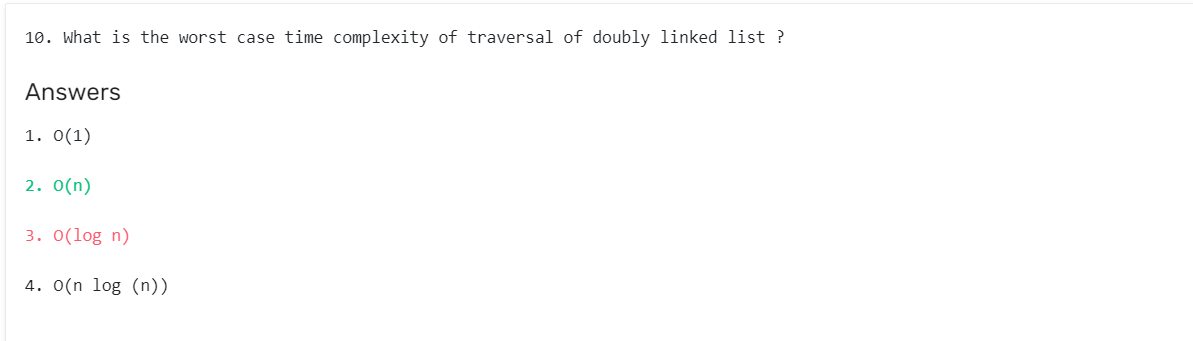 10. What is the worst case time complexity of traversal of doubly linked list ?
Answers
1. O(1)
2. O(n)
3. O(log n)
4. O(n log (n))